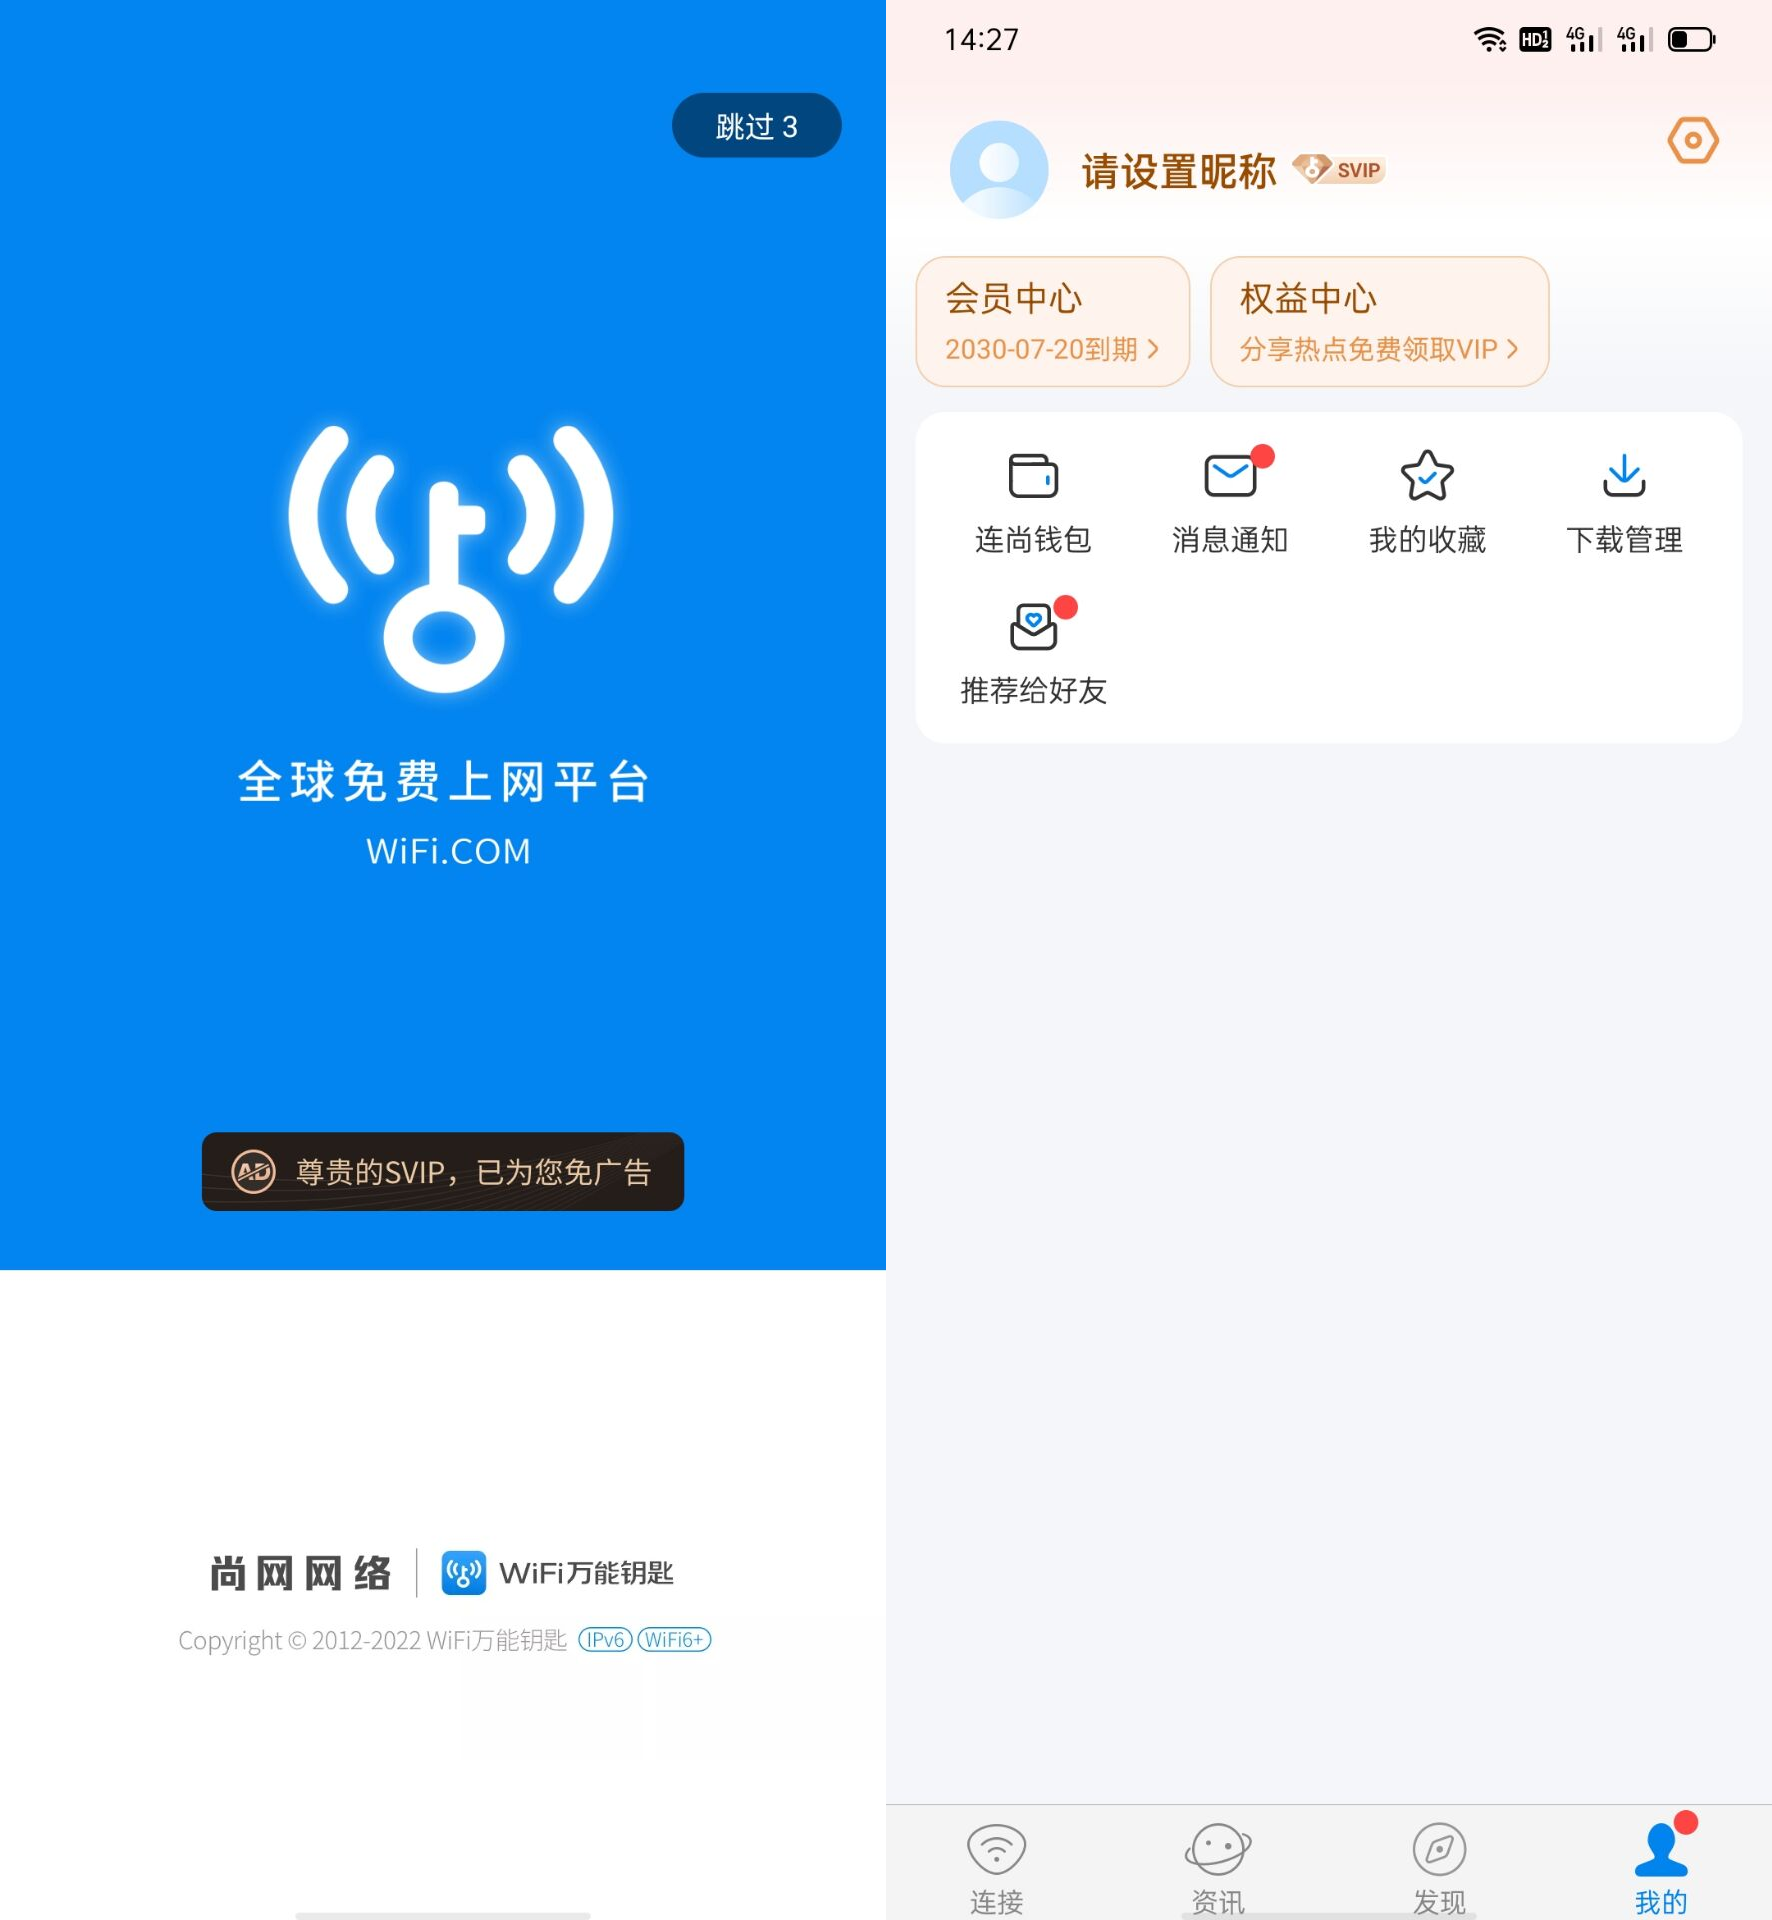 跳过 3
全球免费上网平台
WiFi.COM
AD 尊贵的SVIP，已为您免广告
尚网网络 WiFi万能钥匙
Copyright © 2012-2022 WiFi万能钥匙 IPv6 WiFi6+
14:27
HD 1 2 4G 4G
请设置昵称 SVIP
会员中心
2030-07-20到期 >
权益中心
分享热点免费领取VIP >
连尚钱包 消息通知 我的收藏 下载管理
推荐给好友
连接 资讯 发现 我的